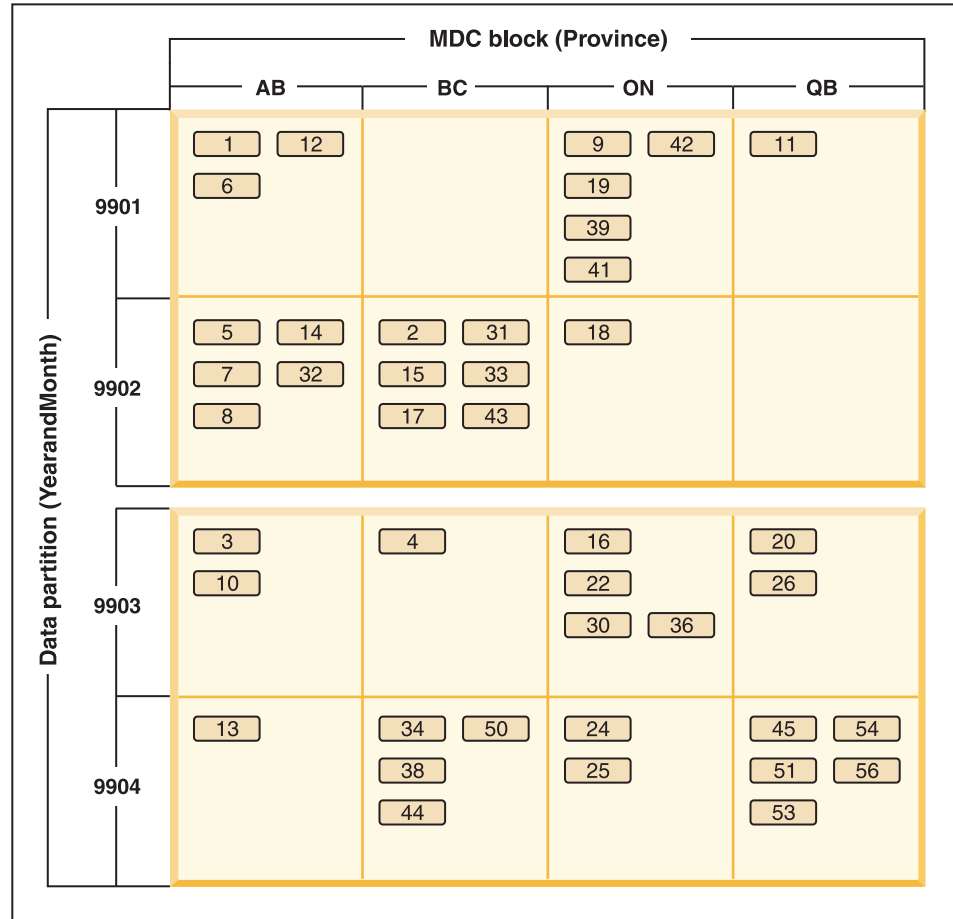 MDC block (Province)
AB BC ON QB
Data partition (YearandMonth)
9901
1 12 9 42 11
6 19
39
41
9902
5 14 2 31 18
7 32 15 33
8 17 43
9903
3 4 16 20
10 22 26
30 36
9904
13 34 50 24 45 54
38 25 51 56
44 53